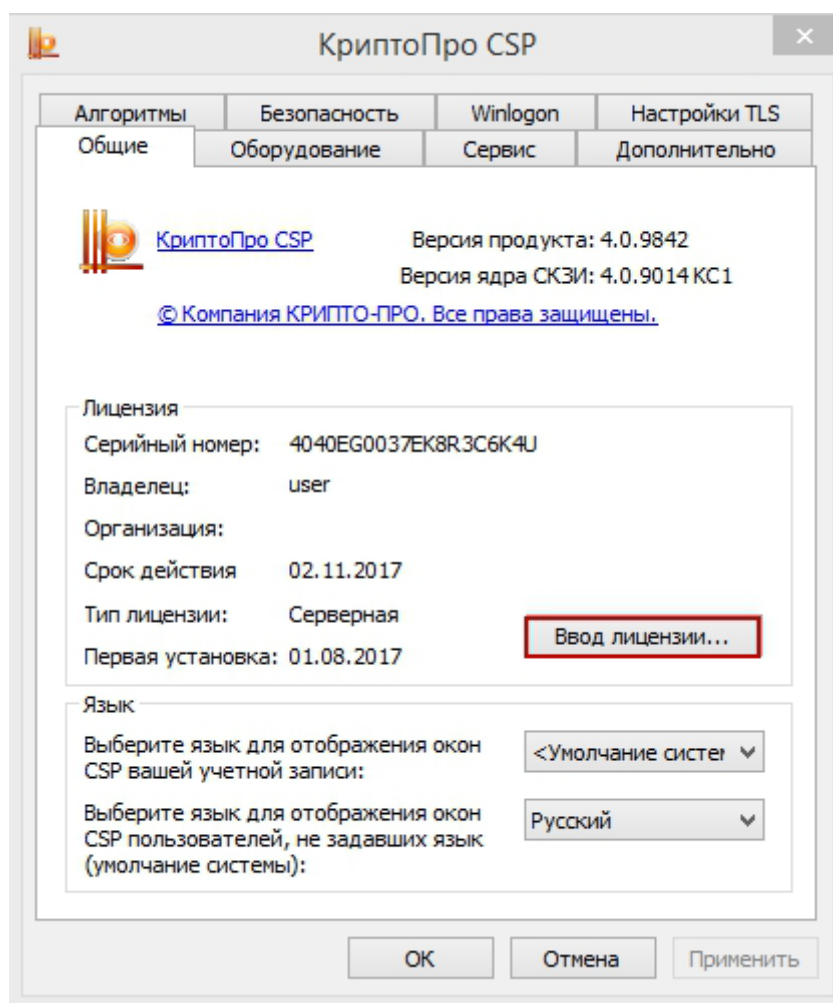 КриптоПро CSP
Алгоритмы Безопасность Winlogon Настройки TLS
Общие Оборудование Сервис Дополнительно
КриптоПро CSP Версия продукта: 4.0.9842
Версия ядра СКЗИ: 4.0.9014 КС1
© Компания КРИПТО-ПРО. Все права защищены.
Лицензия
Серийный номер: 4040EG0037EK8R3C6K4U
Владелец: user
Организация:
Срок действия 02.11.2017
Тип лицензии: Серверная
Ввод лицензии...
Первая установка: 01.08.2017
Язык
Выберите язык для отображения окон
CSP вашей учетной записи:
<Умолчание систем
Выберите язык для отображения окон
CSP пользователей, не задавших язык
(умолчание системы):
Русский
ОК Отмена Применить